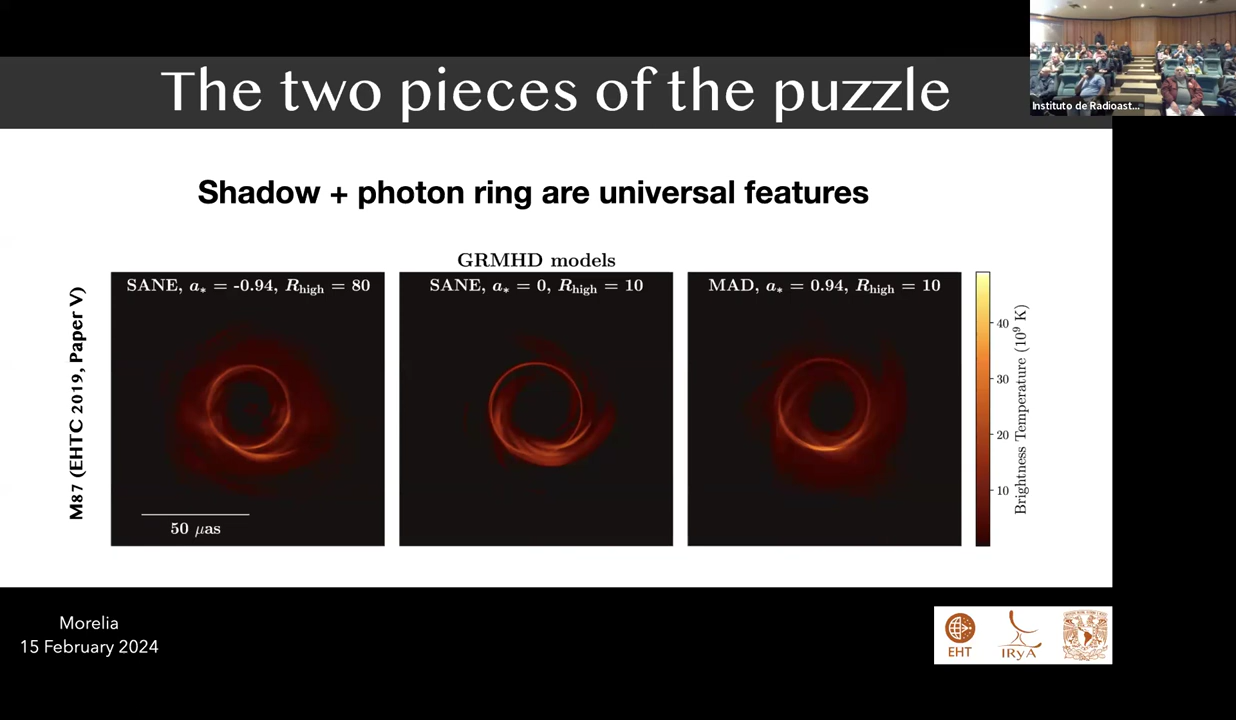 The two pieces of the puzzle
Instituto de Radioast...
Shadow + photon ring are universal features
GRMHD models
M87 (EHTC 2019, Paper V)
SANE, a* = -0.94, Rhigh = 80
SANE, a* = 0, Rhigh = 10
MAD, a* = 0.94, Rhigh = 10
50 μas
40
30
20
10
Brightness Temperature (10⁹ K)
Morelia
15 February 2024
EHT
IRyA